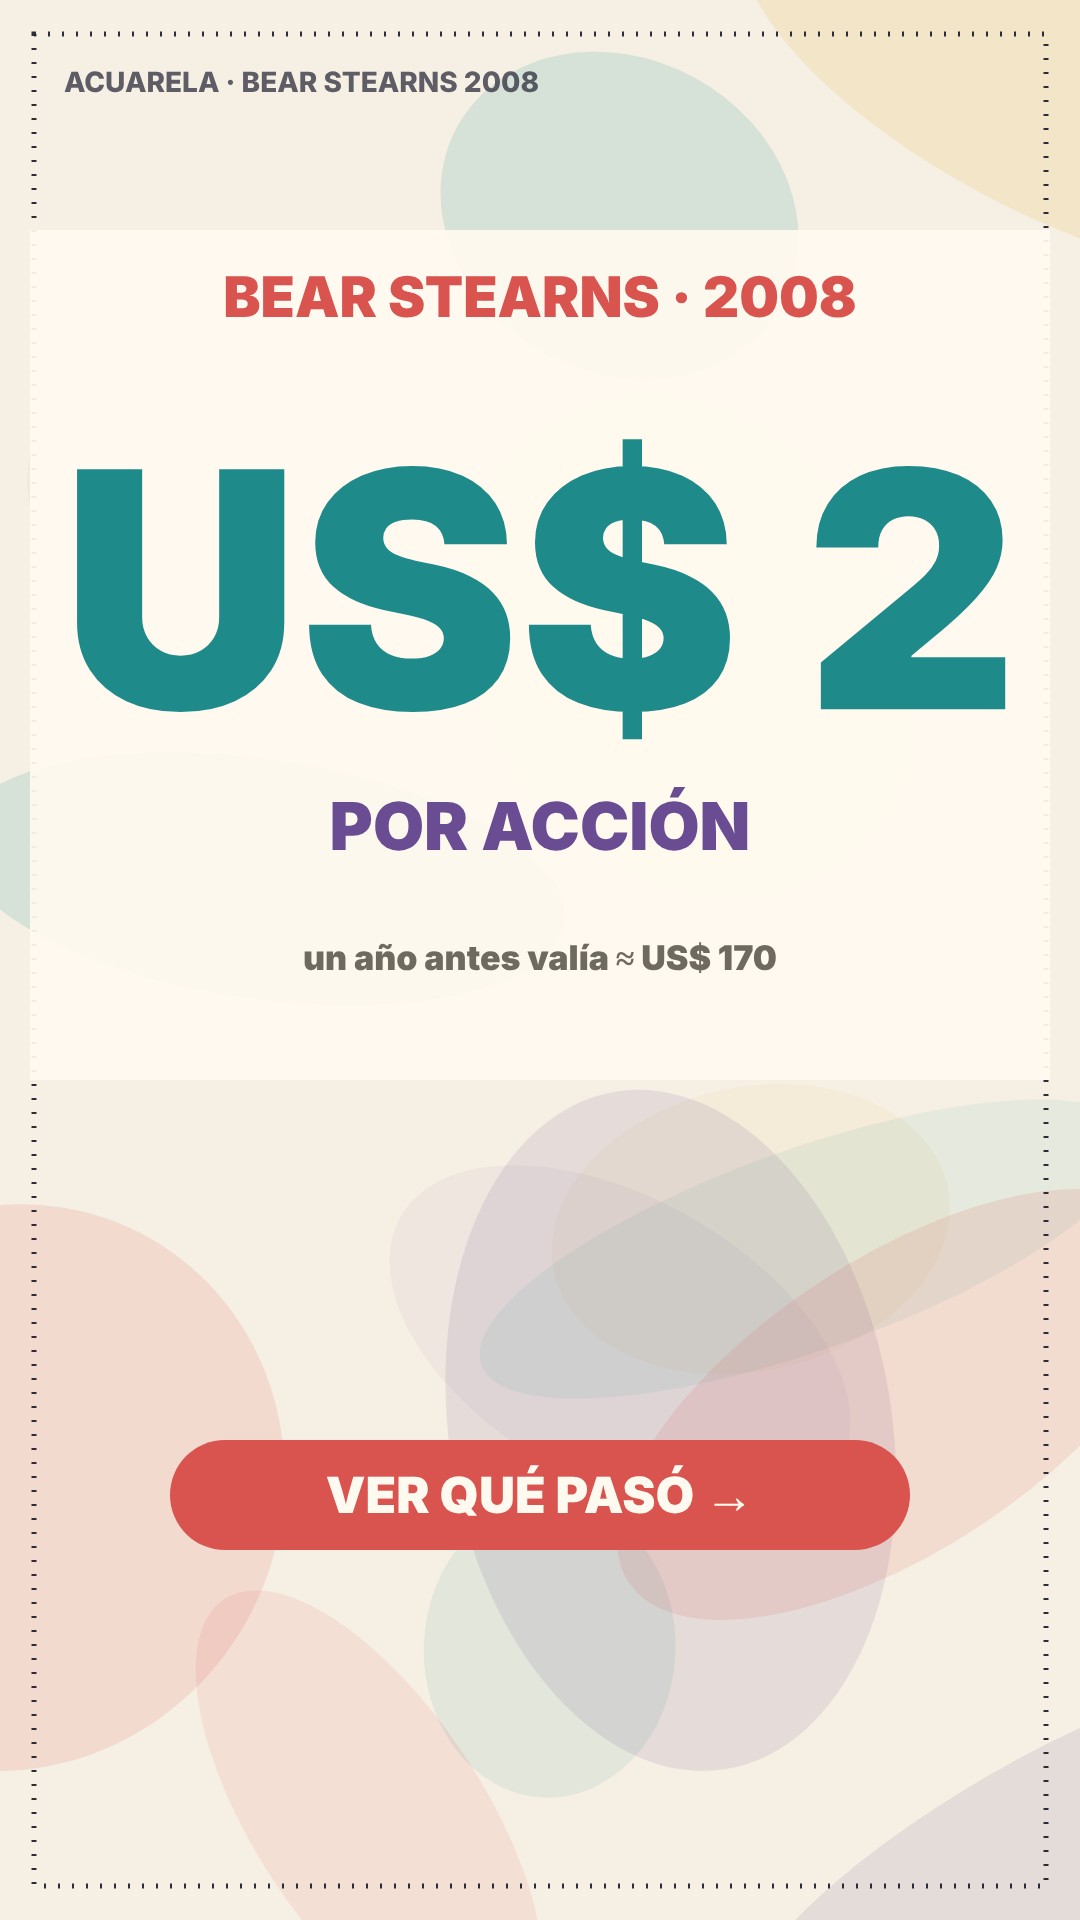 ACUARELA · BEAR STEARNS 2008
BEAR STEARNS · 2008
US$ 2
POR ACCIÓN
un año antes valía ≈ US$ 170
VER QUÉ PASÓ →